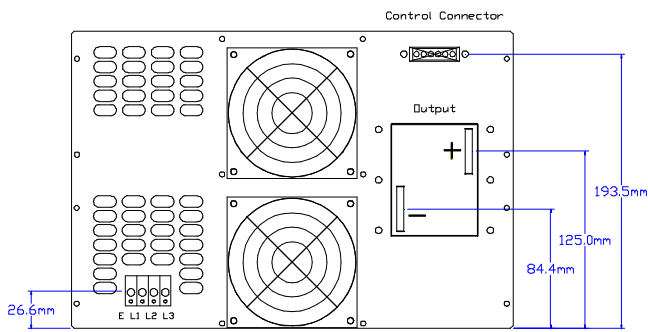 Control Connector
Output
+
193.5mm
−
125.0mm
84.4mm
26.6mm
E L1 L2 L3